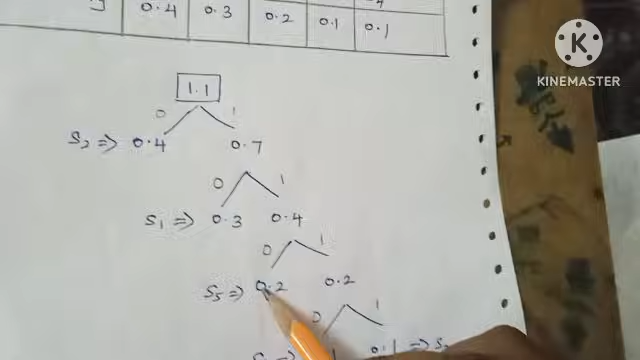 0.4 0.3 0.2 0.1 0.1
K
KINEMASTER
1.1
0 1
S2 => 0.4 0.7
0 1
S1 => 0.3 0.4
0 1
S5 => 0.2 0.2
0 1
0.1 =>